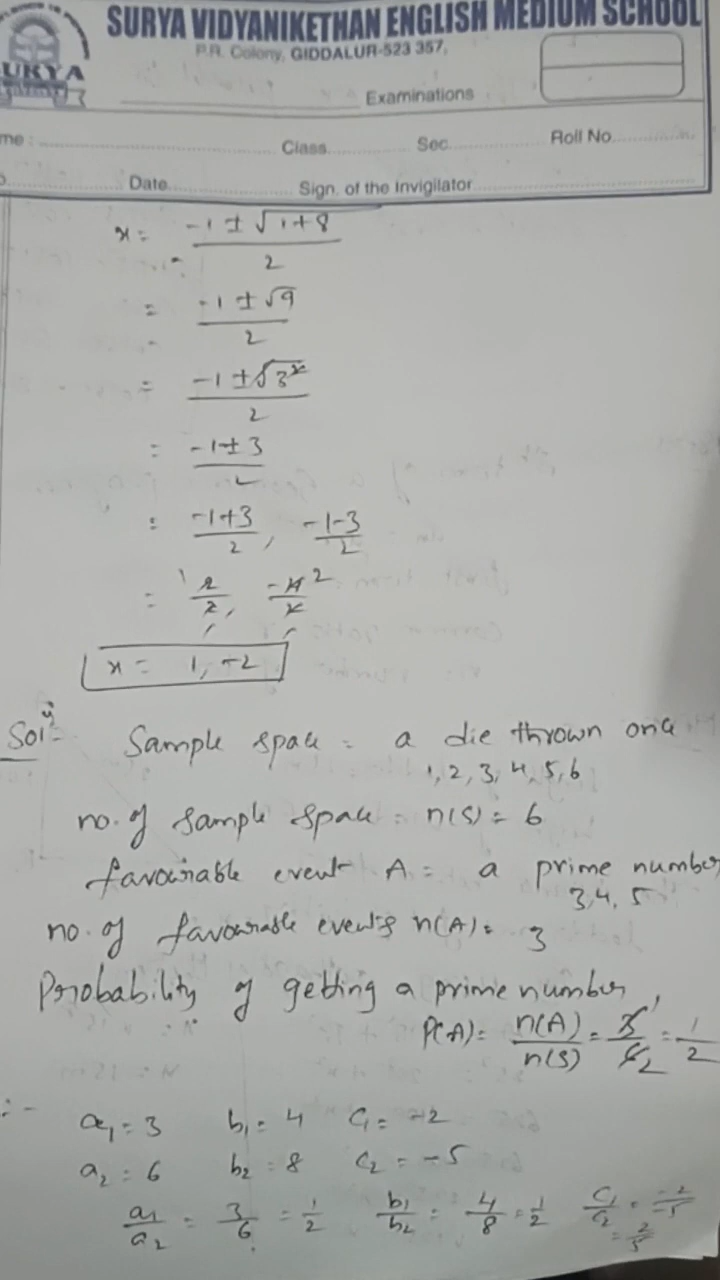 SURYA VIDYANIKETHAN ENGLISH MEDIUM SCHOOL
P.R. Colony, GIDDALUR-523 357.
Examinations
Class Sec. Roll No.
Date Sign. of the Invigilator
x = -1 ± √1+8 / 2
= -1 ± √9 / 2
= -1 ± √3² / 2
= -1 ± 3 / 2
= -1+3 / 2, -1-3 / 2
= 2/2, -4/2
x = 1, -2
Sol:- Sample space = a die thrown once
1, 2, 3, 4, 5, 6
no. of sample space = n(S) = 6
favourable event A = a prime number
3, 4, 5
no. of favourable events n(A) = 3
Probability of getting a prime number,
P(A) = n(A)/n(S) = 3/6 = 1/2
:- a₁ = 3 b₁ = 4 c₁ = -2
a₂ = 6 b₂ = 8 c₂ = -5
a₁/a₂ = 3/6 = 1/2 b₁/b₂ = 4/8 = 1/2 c₁/c₂ = -2/-5
= 2/5